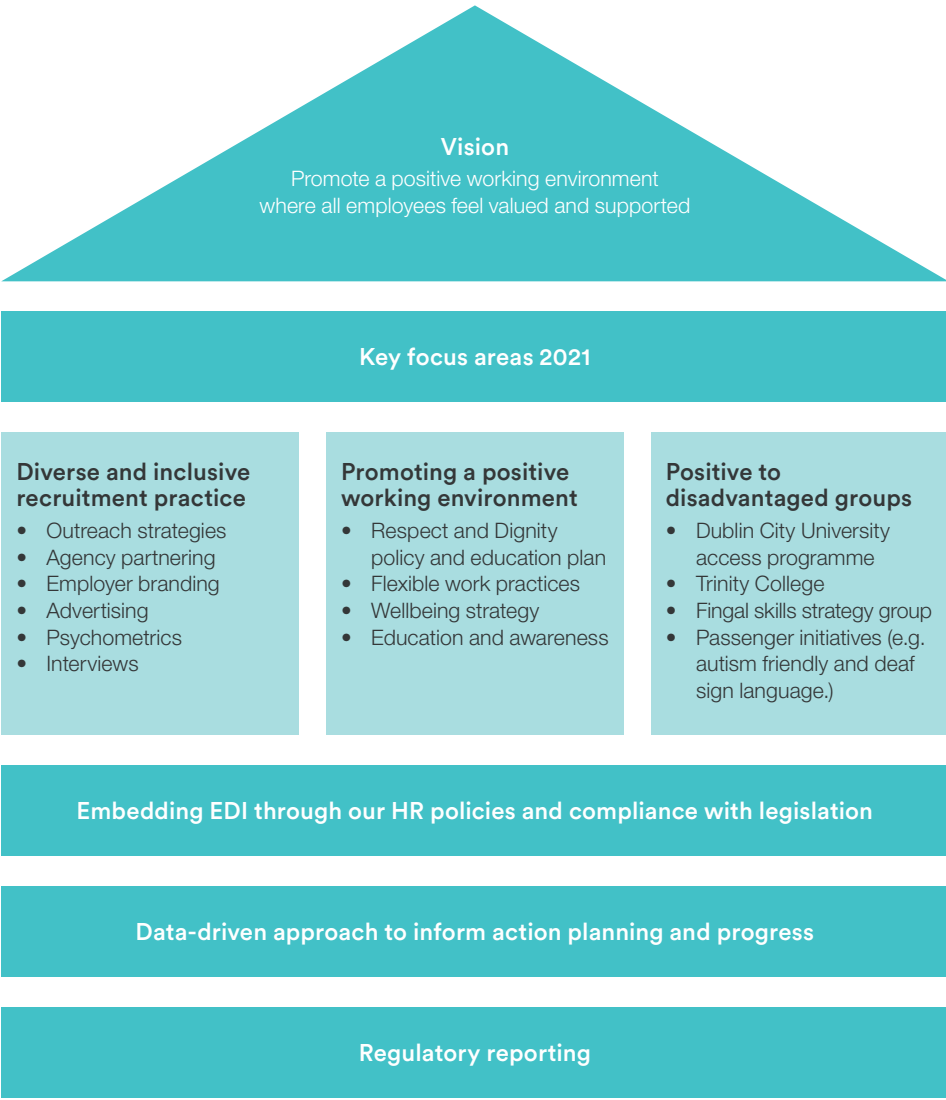 Vision
Promote a positive working environment
where all employees feel valued and supported
Key focus areas 2021
Diverse and inclusive
recruitment practice
• Outreach strategies
• Agency partnering
• Employer branding
• Advertising
• Psychometrics
• Interviews
Promoting a positive
working environment
• Respect and Dignity
policy and education plan
• Flexible work practices
• Wellbeing strategy
• Education and awareness
Positive to
disadvantaged groups
• Dublin City University
access programme
• Trinity College
• Fingal skills strategy group
• Passenger initiatives (e.g.
autism friendly and deaf
sign language.)
Embedding EDI through our HR policies and compliance with legislation
Data-driven approach to inform action planning and progress
Regulatory reporting